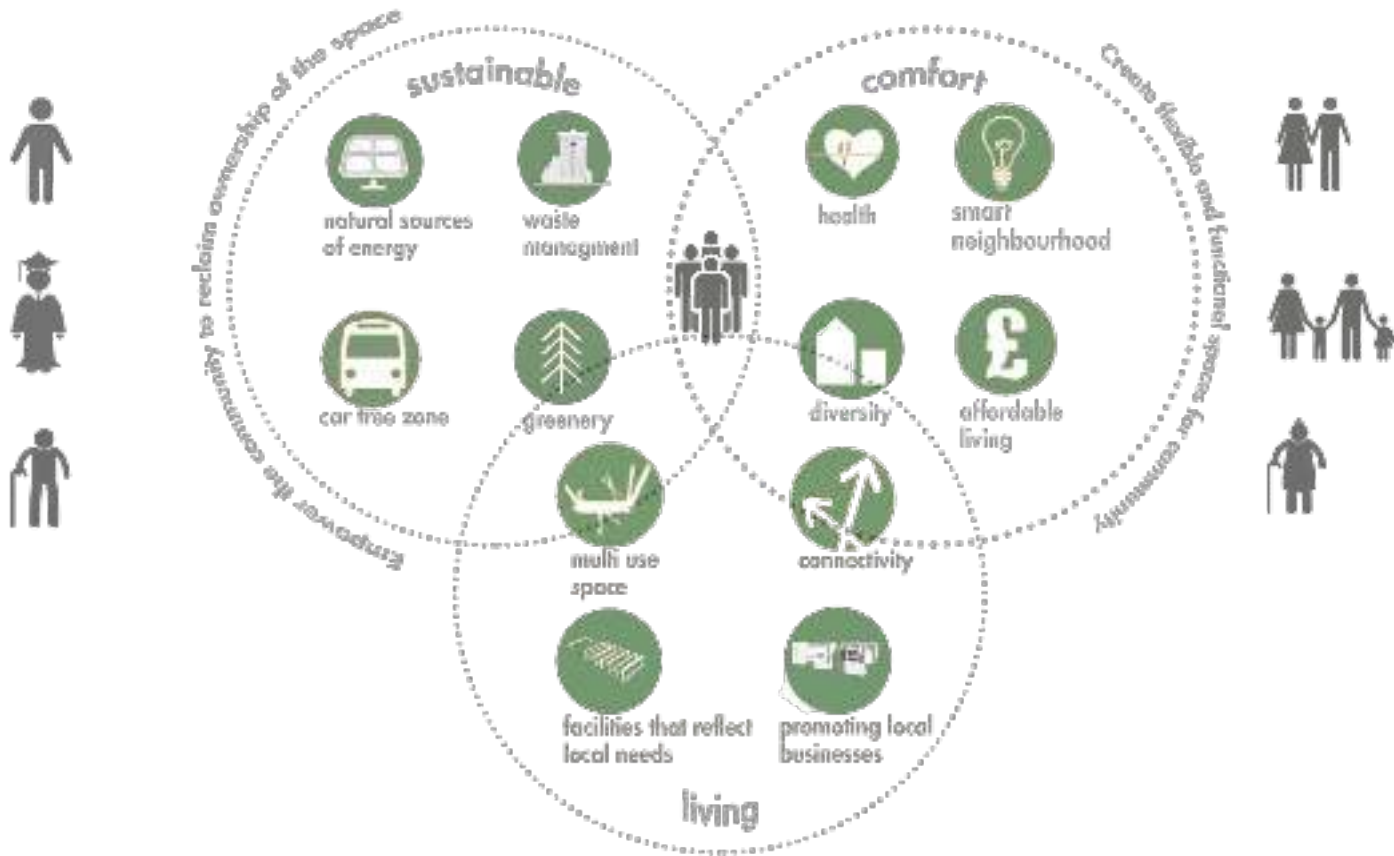 Empower the community to reclaim ownership of the space
sustainable
natural sources
of energy
waste
managment
car free zone
greenery
comfort
health
smart
neighbourhood
diversity
affordable
living
Create flexible and functional spaces for community
multi use
space
connectivity
facilities that reflect
local needs
promoting local
businesses
living
£